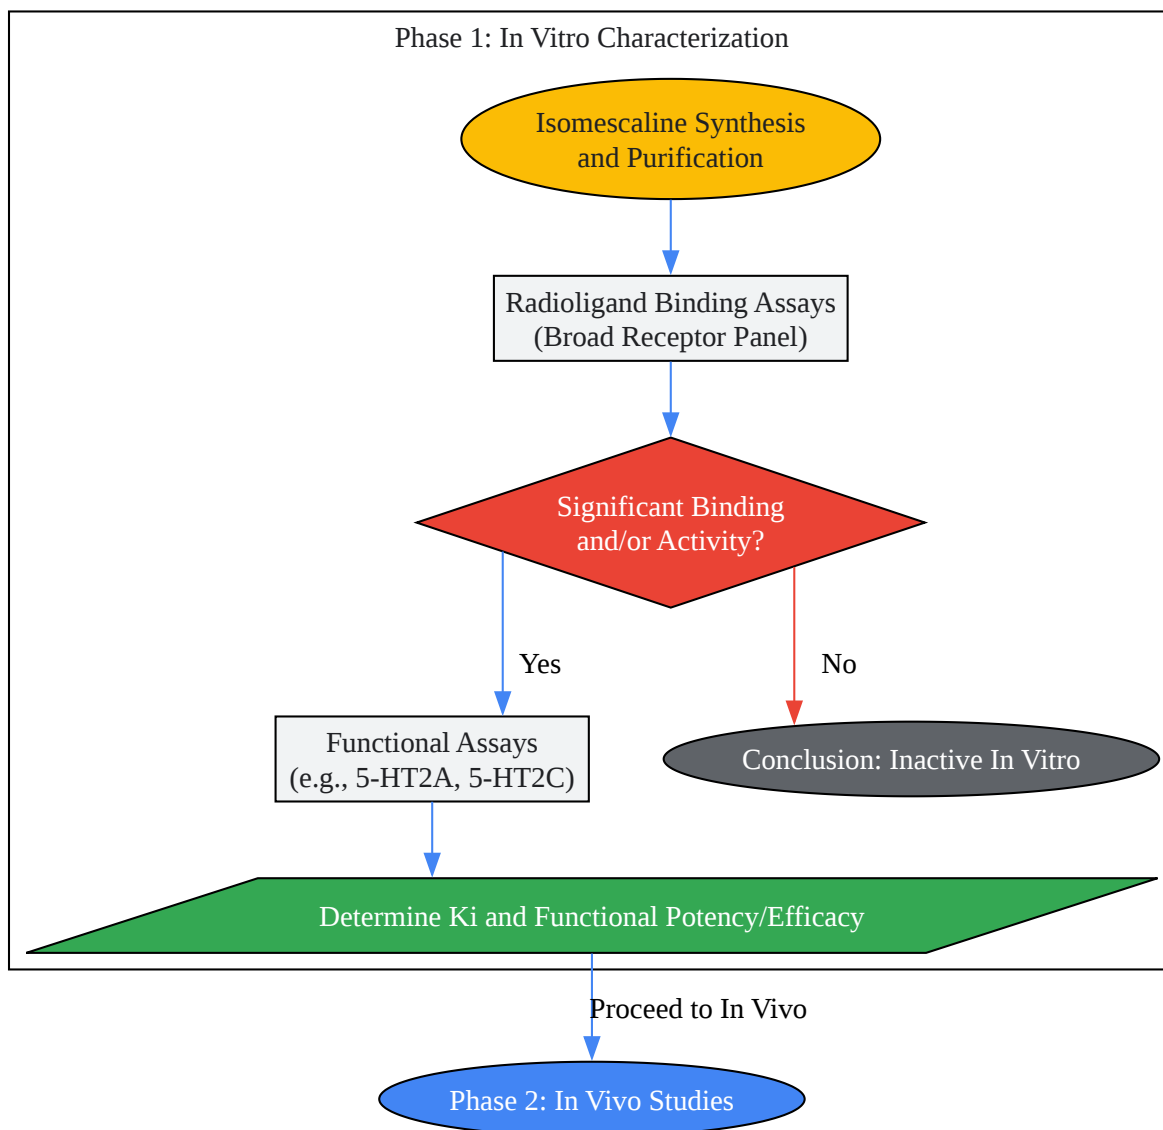 Phase 1: In Vitro Characterization
Isomescaline Synthesis
and Purification
Radioligand Binding Assays
(Broad Receptor Panel)
Significant Binding
and/or Activity?
Yes
No
Functional Assays
(e.g., 5-HT2A, 5-HT2C)
Conclusion: Inactive In Vitro
Determine Ki and Functional Potency/Efficacy
Proceed to In Vivo
Phase 2: In Vivo Studies